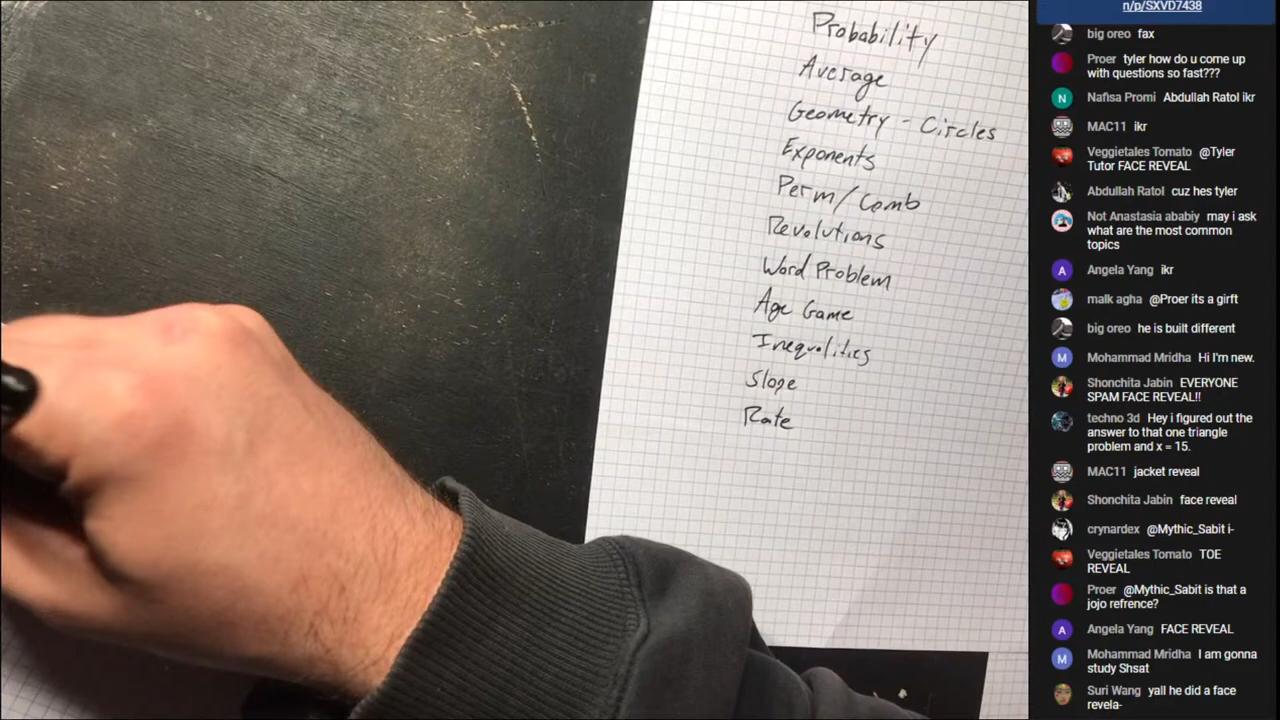 Probability
Average
Geometry - Circles
Exponents
Perm/Comb
Revolutions
Word Problem
Age Game
Inequalities
Slope
Rate
n/p/SXVD7438
big oreo fax
Proer tyler how do u come up
with questions so fast???
Nafisa Promi Abdullah Ratol ikr
MAC11 ikr
Veggietales Tomato @Tyler
Tutor FACE REVEAL
Abdullah Ratol cuz hes tyler
Not Anastasia ababiy may i ask
what are the most common
topics
Angela Yang ikr
malk agha @Proer its a girft
big oreo he is built different
Mohammad Mridha Hi I'm new.
Shonchita Jabin EVERYONE
SPAM FACE REVEAL!!
techno 3d Hey i figured out the
answer to that one triangle
problem and x = 15.
MAC11 jacket reveal
Shonchita Jabin face reveal
crynardex @Mythic_Sabit i-
Veggietales Tomato TOE
REVEAL
Proer @Mythic_Sabit is that a
jojo refrence?
Angela Yang FACE REVEAL
Mohammad Mridha I am gonna
study Shsat
Suri Wang yall he did a face
revela-